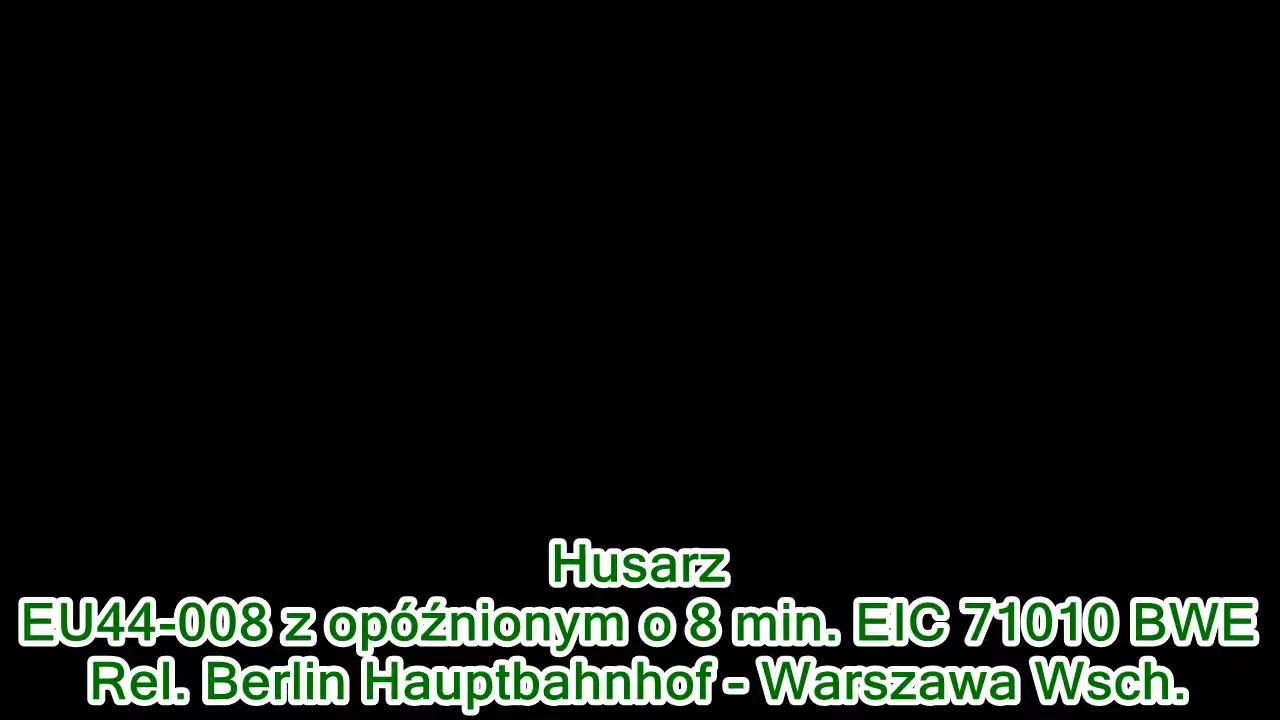 Husarz
EU44-008 z opóźnionym o 8 min. EIC 71010 BWE
Rel. Berlin Hauptbahnhof - Warszawa Wsch.